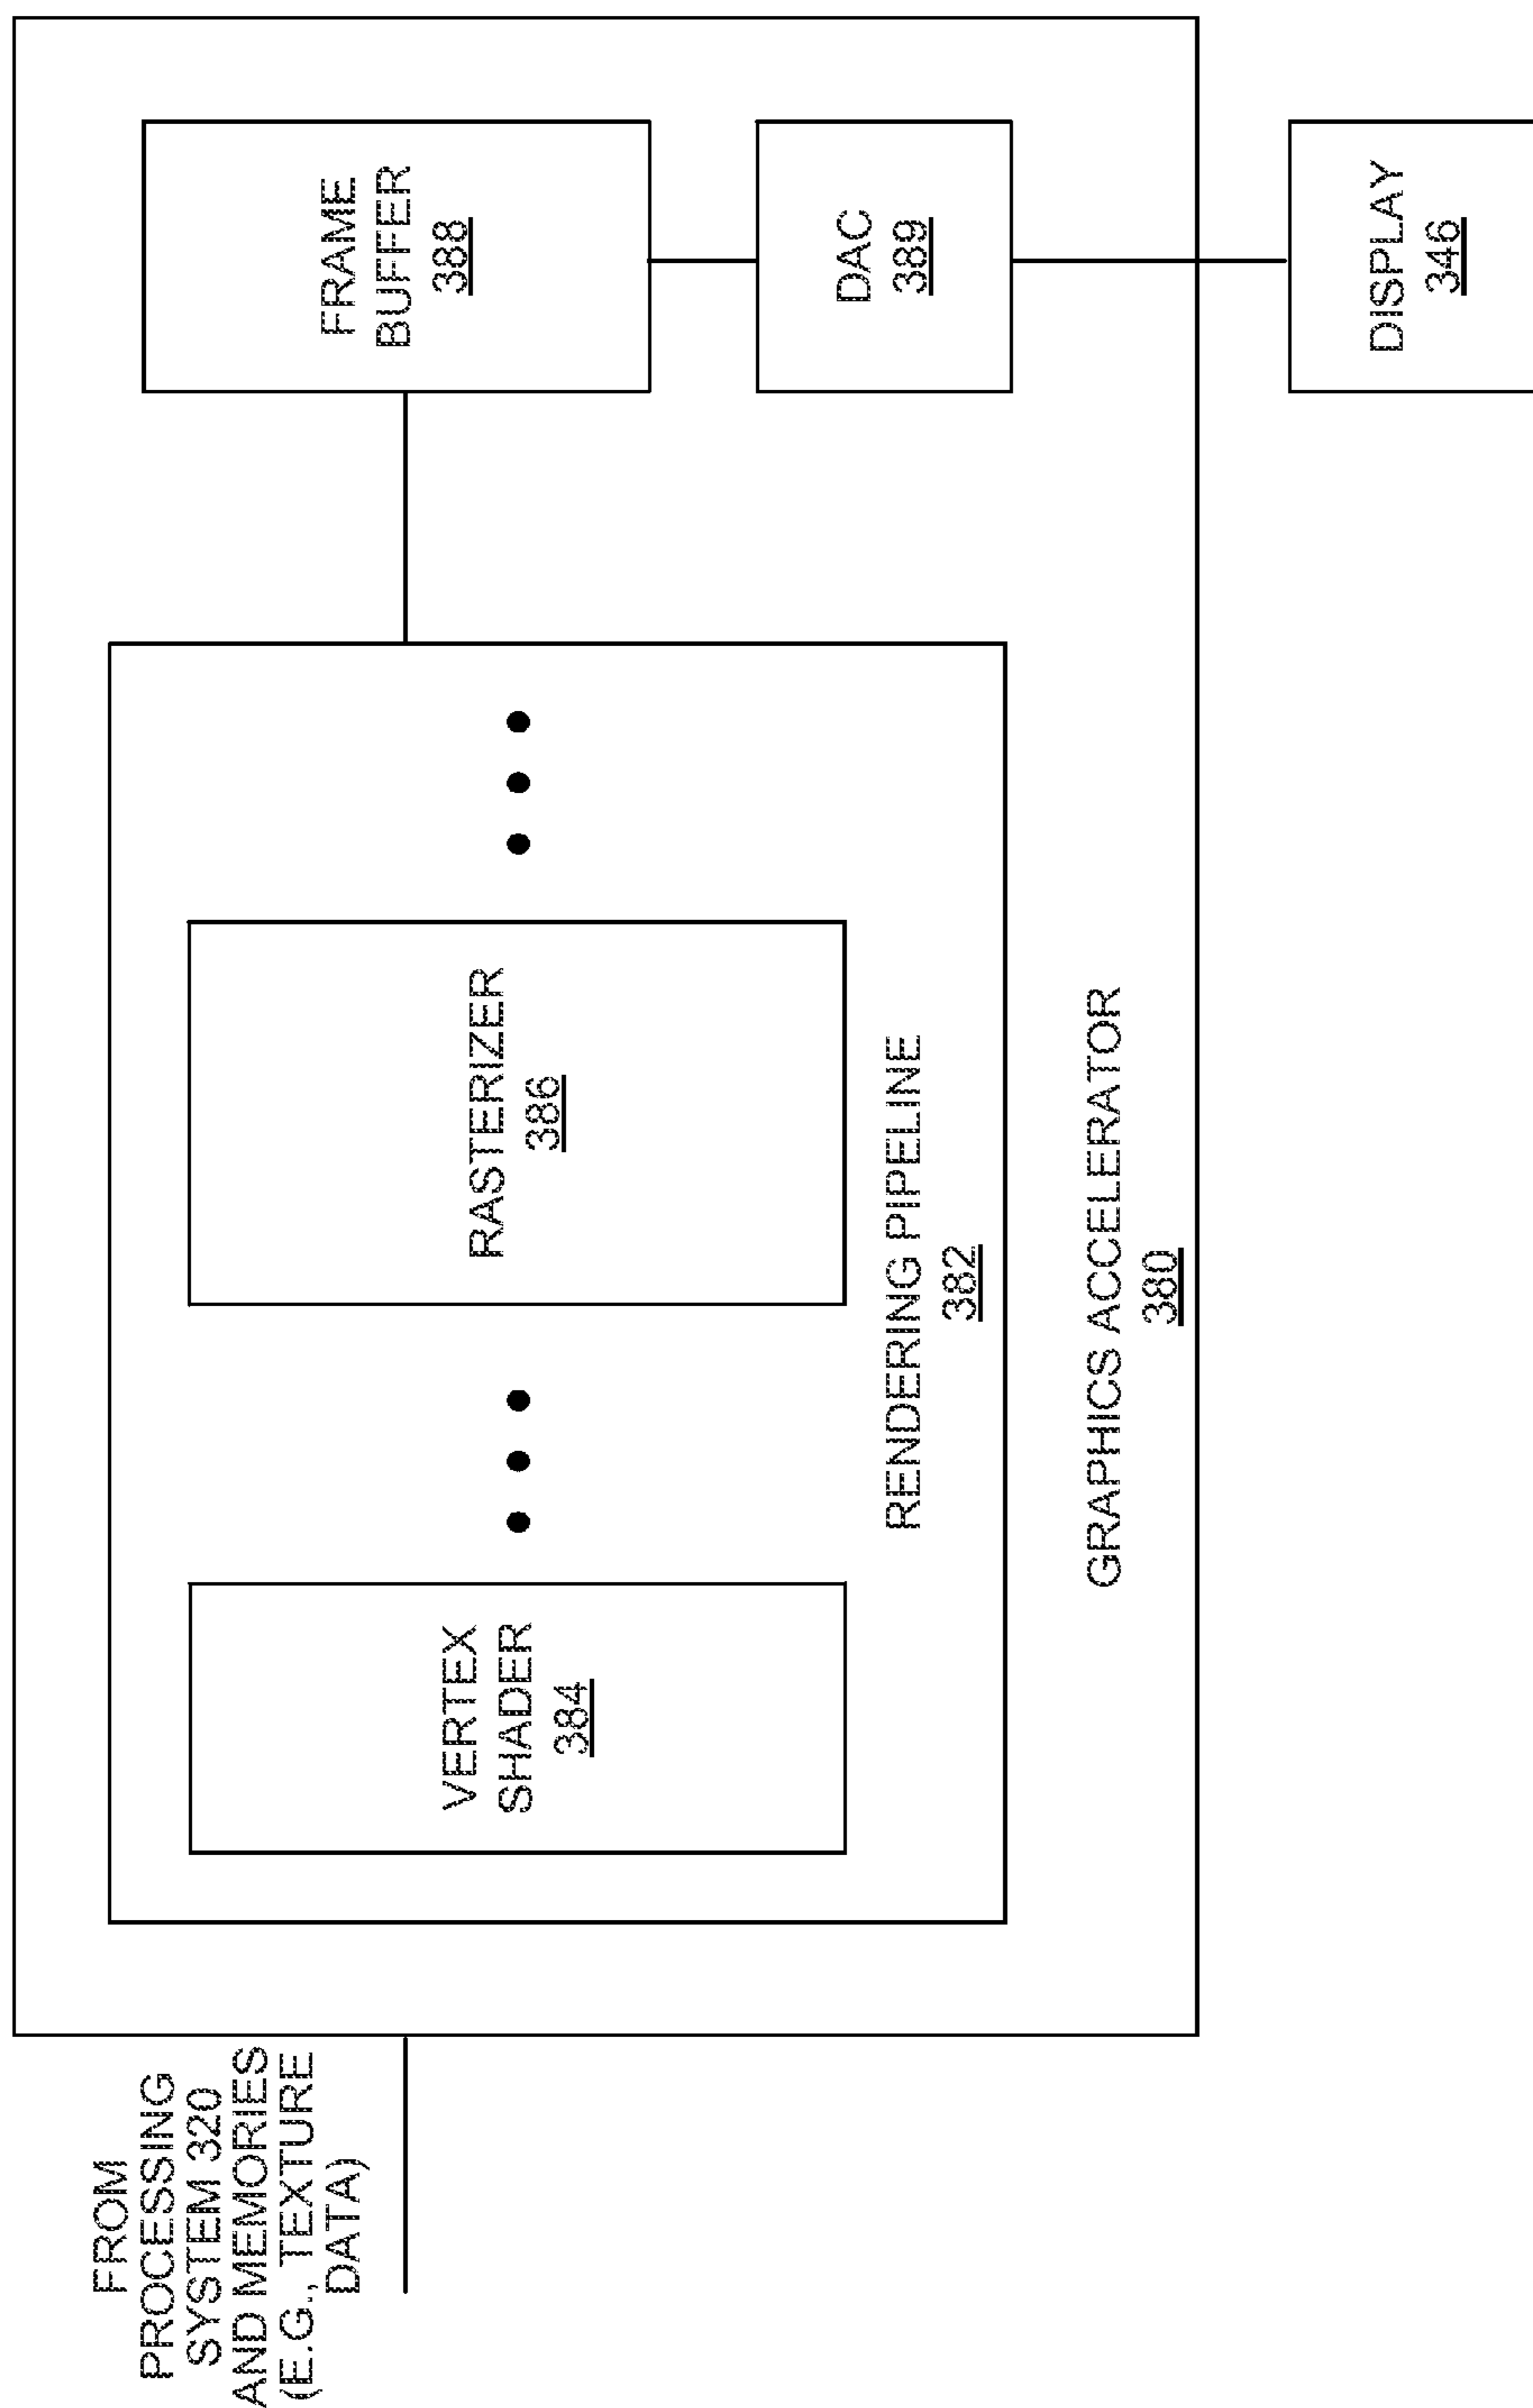 FROM
PROCESSING
SYSTEM 320
AND MEMORIES
(E.G., TEXTURE
DATA)
VERTEX
SHADER
384
RASTERIZER
386
RENDERING PIPELINE
382
GRAPHICS ACCELERATOR
380
FRAME
BUFFER
388
DAC
389
DISPLAY
346